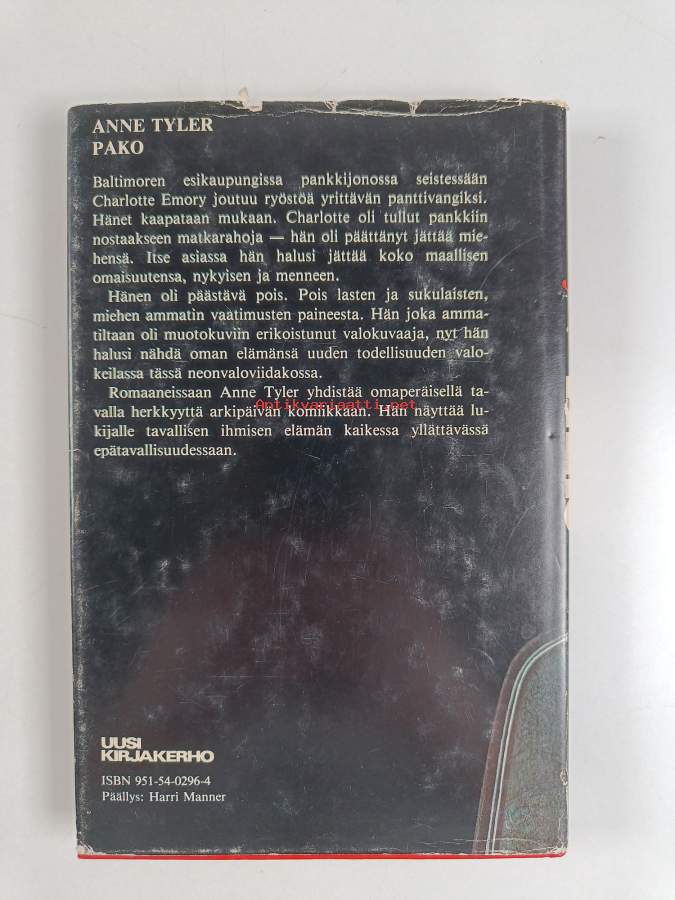 ANNE TYLER
PAKO
Baltimoren esikaupungissa pankkijonossa seistessään
Charlotte Emory joutuu ryöstöä yrittävän panttivangiksi.
Hänet kaapataan mukaan. Charlotte oli tullut pankkiin
nostaakseen matkarahoja — hän oli päättänyt jättää mie-
hensä. Itse asiassa hän halusi jättää koko maallisen
omaisuutensa, nykyisen ja menneen.
Hänen oli päästävä pois. Pois lasten ja sukulaisten,
miehen ammatin vaatimusten paineesta. Hän joka amma-
tiltaan oli muotokuviin erikoistunut valokuvaaja, nyt hän
halusi nähdä oman elämänsä uuden todellisuuden valo-
keilassa tässä neonvaloviidakossa.
Romaaneissaan Anne Tyler yhdistää omaperäisellä ta-
valla herkkyyttä arkipäivän komiikkaan. Hän näyttää lu-
Antikvariaatti.net
kijalle tavallisen ihmisen elämän kaikessa yllättävässä
epätavallisuudessaan.
UUSI
KIRJAKERHO
ISBN 951-54-0296-4
Päällys: Harri Manner